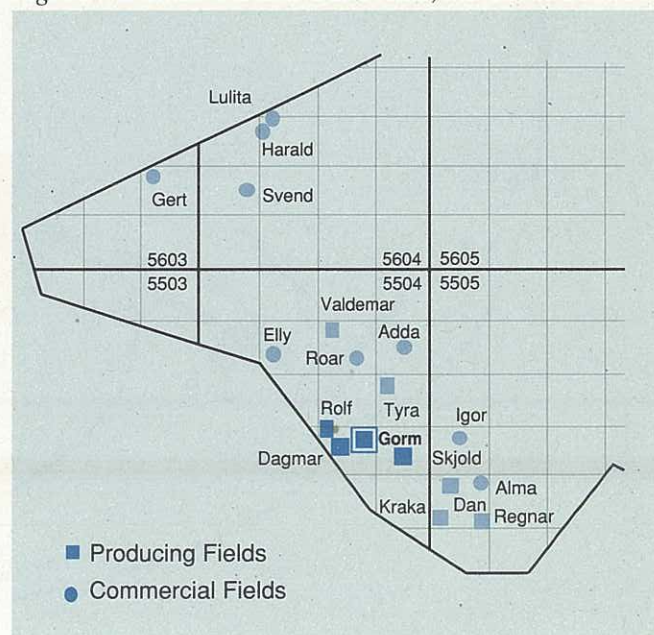 Lulita
Harald
Gert
Svend
5603
5604
5605
5503
5504
5505
Valdemar
Elly
Adda
Roar
Rolf
Tyra
Igor
Gorm
Dagmar
Skjold
Alma
Kraka
Dan
Regnar
Producing Fields
Commercial Fields